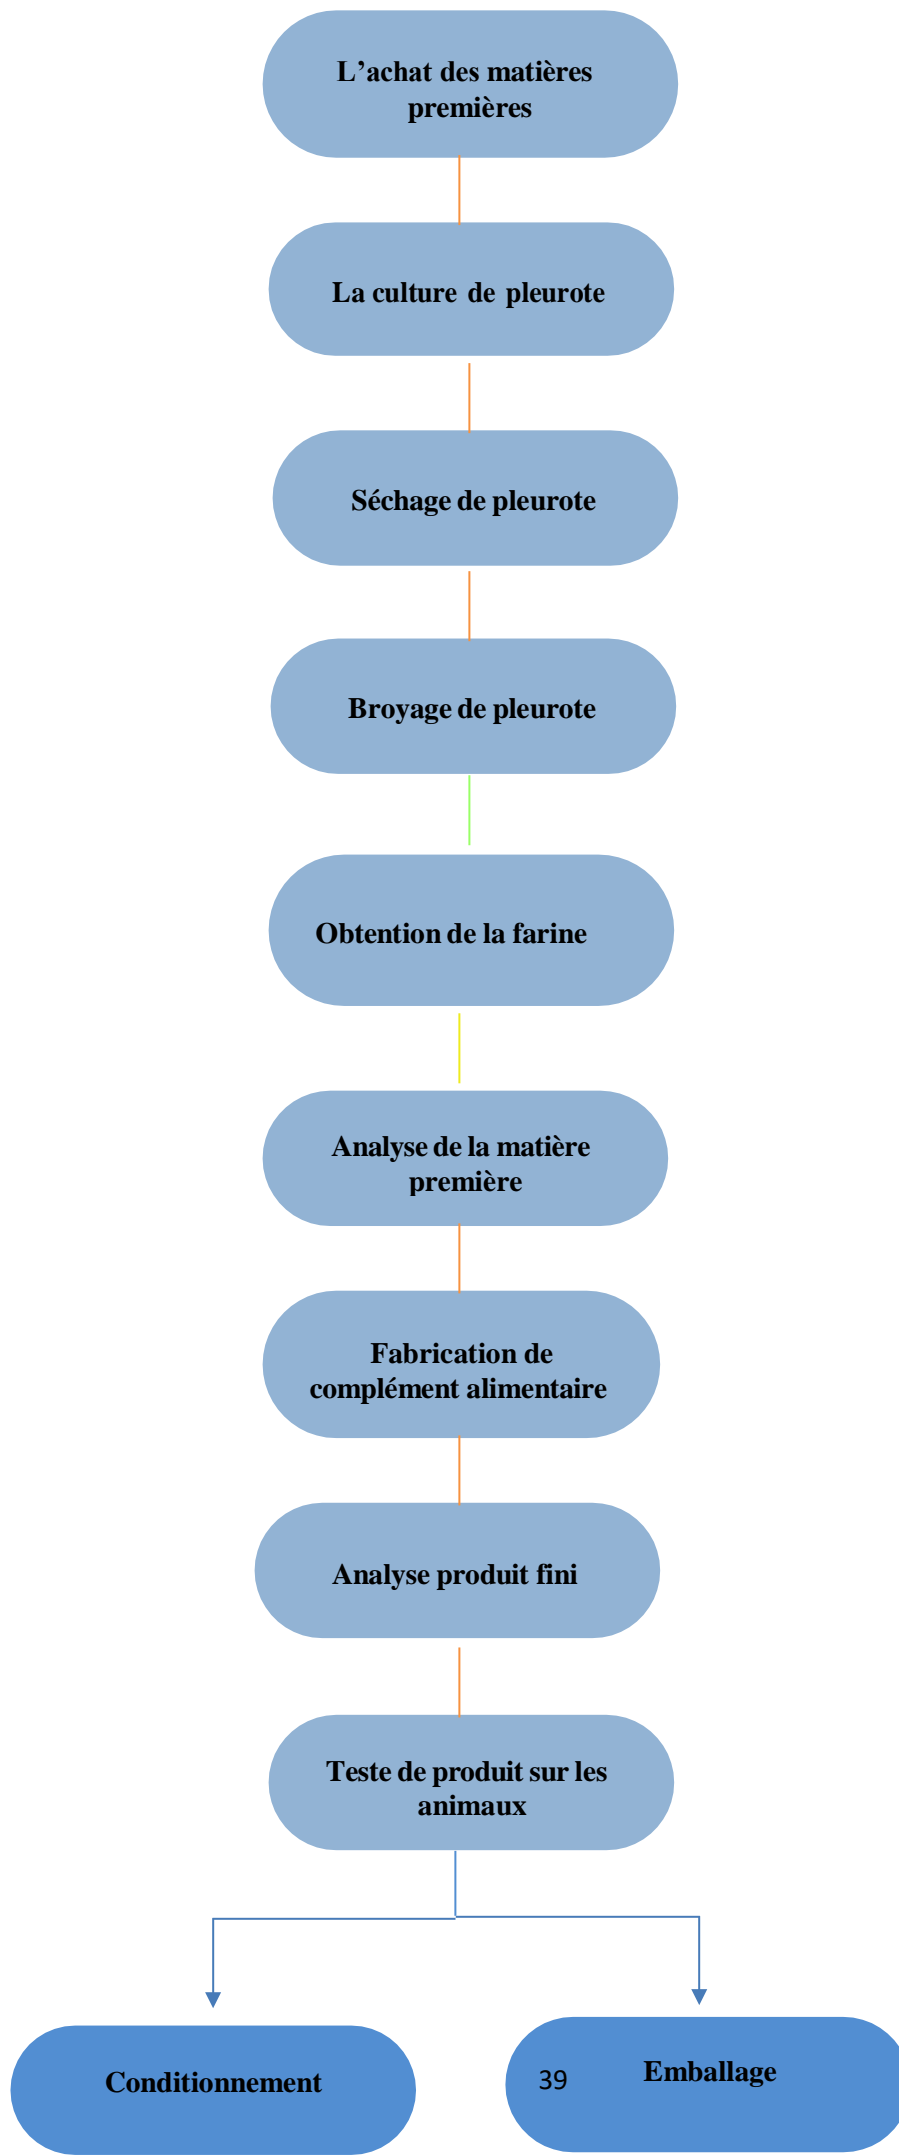 L'achat des matières
premières
La culture de pleurote
Séchage de pleurote
Broyage de pleurote
Obtention de la farine
Analyse de la matière
première
Fabrication de
complément alimentaire
Analyse produit fini
Teste de produit sur les
animaux
Conditionnement
39
Emballage